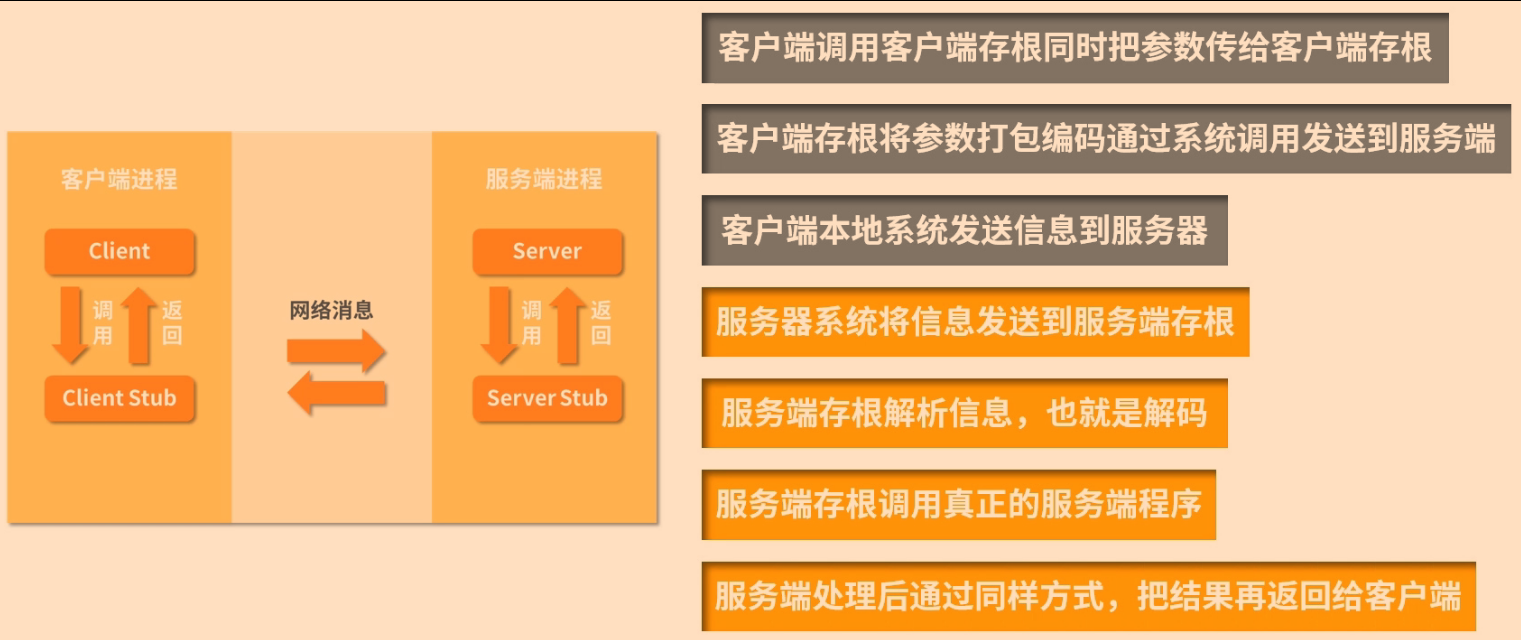 客户端进程
Client
调用
返回
Client Stub
网络消息
服务端进程
Server
调用
返回
Server Stub
客户端调用客户端存根同时把参数传给客户端存根
客户端存根将参数打包编码通过系统调用发送到服务端
客户端本地系统发送信息到服务器
服务器系统将信息发送到服务端存根
服务端存根解析信息，也就是解码
服务端存根调用真正的服务端程序
服务端处理后通过同样方式，把结果再返回给客户端